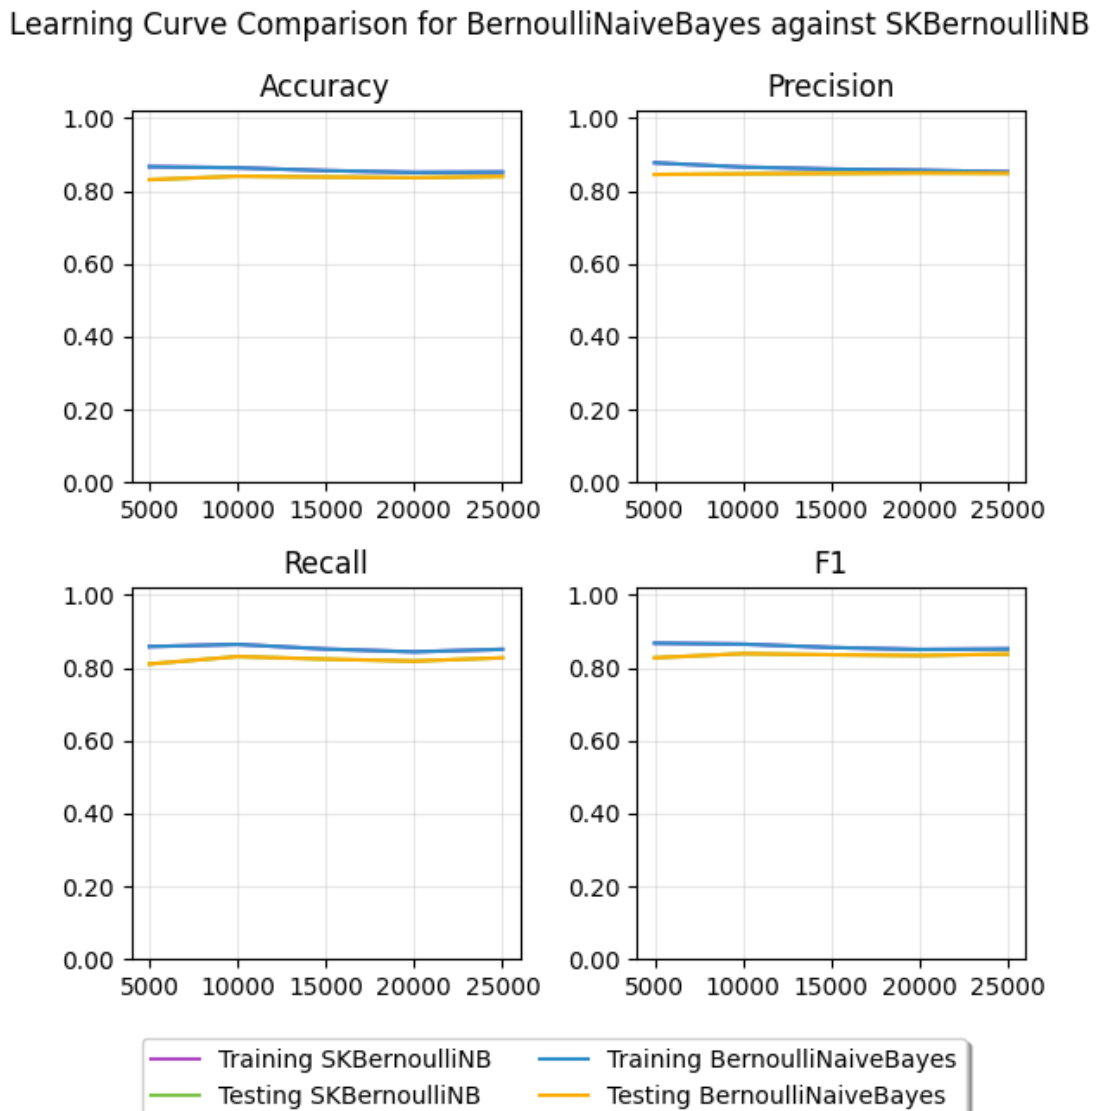 Learning Curve Comparison for BernoulliNaiveBayes against SKBernoulliNB
Accuracy
1.00
0.80
0.60
0.40
0.20
0.00
5000 10000 15000 20000 25000
Precision
1.00
0.80
0.60
0.40
0.20
0.00
5000 10000 15000 20000 25000
Recall
1.00
0.80
0.60
0.40
0.20
0.00
5000 10000 15000 20000 25000
F1
1.00
0.80
0.60
0.40
0.20
0.00
5000 10000 15000 20000 25000
Training SKBernoulliNB Training BernoulliNaiveBayes
Testing SKBernoulliNB Testing BernoulliNaiveBayes